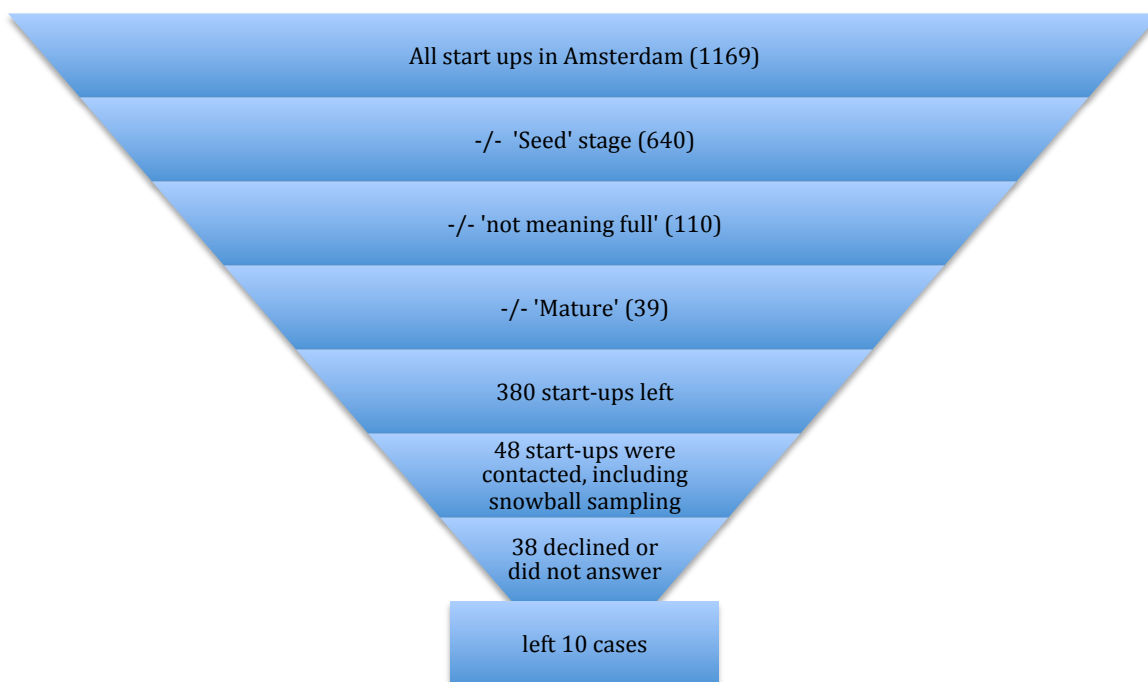 All start ups in Amsterdam (1169)
-/- 'Seed' stage (640)
-/- 'not meaning full' (110)
-/- 'Mature' (39)
380 start-ups left
48 start-ups were
contacted, including
snowball sampling
38 declined or
did not answer
left 10 cases